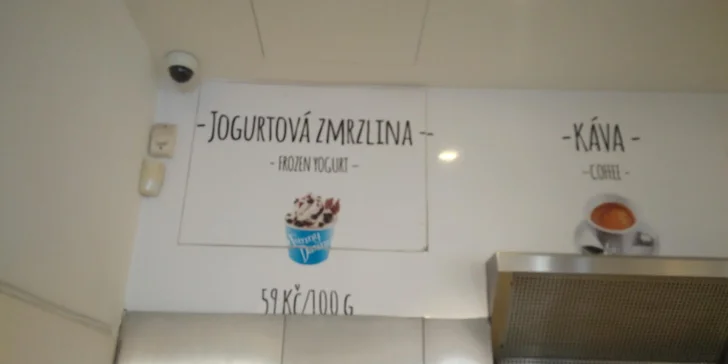 -JOGURTOVÁ ZMRZLINA-
- FROZEN YOGURT -
59 Kč/100 G
-KÁVA-
-COFFEE-